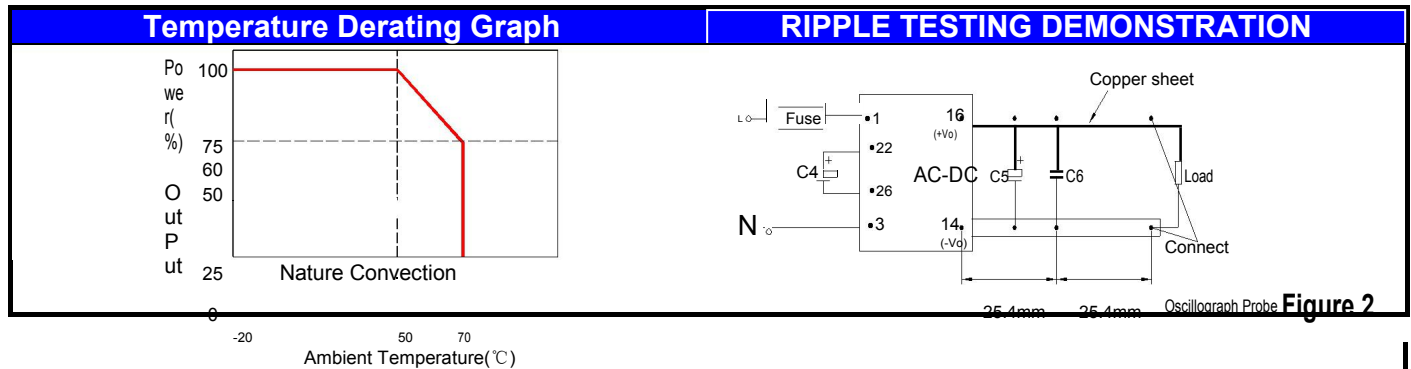 Temperature Derating Graph
RIPPLE TESTING DEMONSTRATION
Po
we
r(
%)
O
ut
P
ut
100
75
60
50
25
0
Nature Convection
-20 50 70
Ambient Temperature(℃)
Copper sheet
L
Fuse
1
16
(+Vo)
22
C4
+
AC-DC
C5
+
C6
Load
26
N
3
14
(-Vo)
Connect
25.4mm 25.4mm
Oscillograph Probe Figure 2